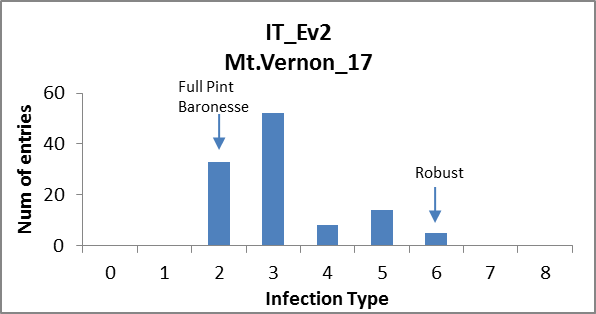 IT_Ev2
Mt.Vernon_17
Full Pint
Baronesse
Robust
Num of entries
60
40
20
0
0 1 2 3 4 5 6 7 8
Infection Type